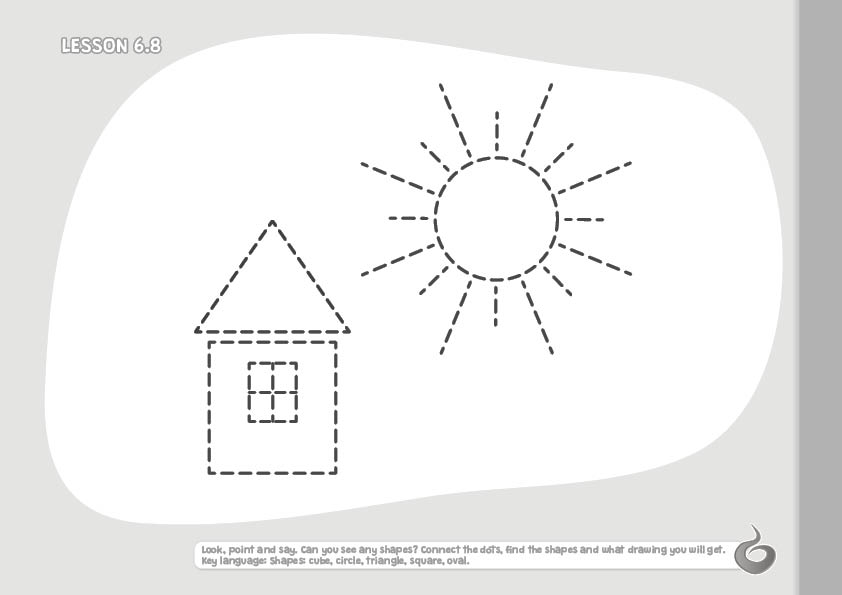 LESSON 6.8
Look, point and say. Can you see any shapes? Connect the dots, find the shapes and what drawing you will get.
Key language: Shapes: cube, circle, triangle, square, oval.